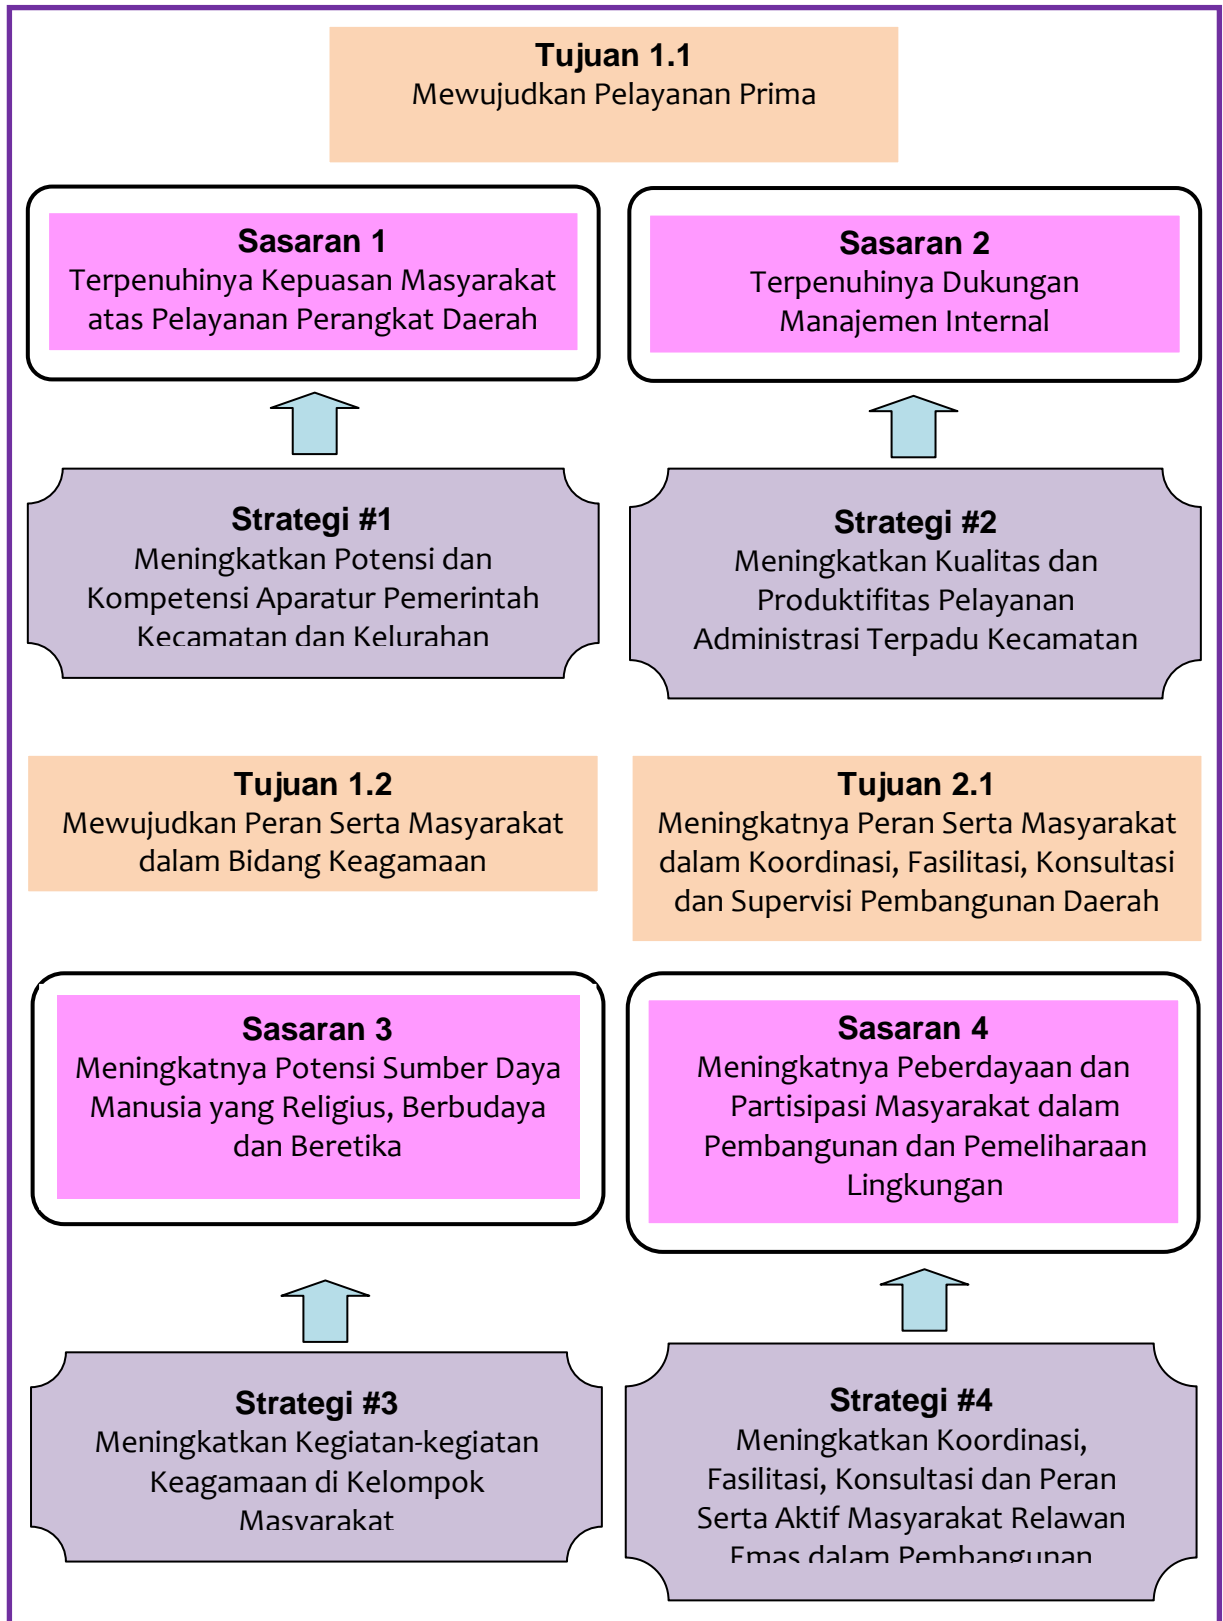 Tujuan 1.1
Mewujudkan Pelayanan Prima
Sasaran 1
Terpenuhinya Kepuasan Masyarakat
atas Pelayanan Perangkat Daerah
Sasaran 2
Terpenuhinya Dukungan
Manajemen Internal
Strategi #1
Meningkatkan Potensi dan
Kompetensi Aparatur Pemerintah
Kecamatan dan Kelurahan
Strategi #2
Meningkatkan Kualitas dan
Produktifitas Pelayanan
Administrasi Terpadu Kecamatan
Tujuan 1.2
Mewujudkan Peran Serta Masyarakat
dalam Bidang Keagamaan
Tujuan 2.1
Meningkatnya Peran Serta Masyarakat
dalam Koordinasi, Fasilitasi, Konsultasi
dan Supervisi Pembangunan Daerah
Sasaran 3
Meningkatnya Potensi Sumber Daya
Manusia yang Religius, Berbudaya
dan Beretika
Sasaran 4
Meningkatnya Peberdayaan dan
Partisipasi Masyarakat dalam
Pembangunan dan Pemeliharaan
Lingkungan
Strategi #3
Meningkatkan Kegiatan-kegiatan
Keagamaan di Kelompok
Masyarakat
Strategi #4
Meningkatkan Koordinasi,
Fasilitasi, Konsultasi dan Peran
Serta Aktif Masyarakat Relawan
Emas dalam Pembangunan